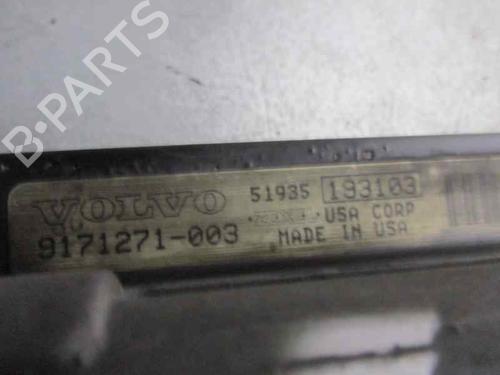 B-PARTS
VOLVO 51935 193103
USA CORP
9171271-003 MADE IN USA